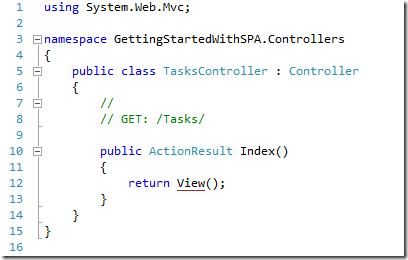 1 using System.Web.Mvc;
2
3 namespace GettingStartedWithSPA.Controllers
4 {
5 public class TasksController : Controller
6 {
7 //
8 // GET: /Tasks/
9
10 public ActionResult Index()
11 {
12 return View();
13 }
14 }
15 }
16